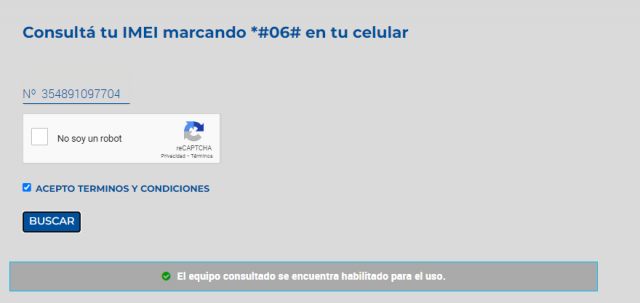 Consultá tu IMEI marcando *#06# en tu celular
Nº 354891097704
No soy un robot
reCAPTCHA
Privacidad - Términos
ACEPTO TERMINOS Y CONDICIONES
BUSCAR
El equipo consultado se encuentra habilitado para el uso.